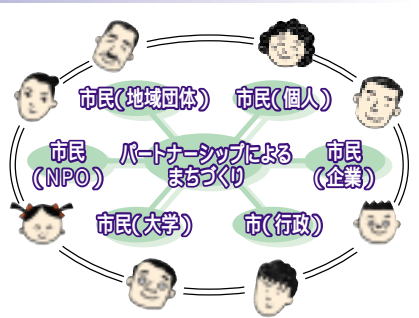 市民(地域団体)
市民(個人)
市民
(NPO)
パートナーシップによる
まちづくり
市民
(企業)
市民(大学)
市(行政)